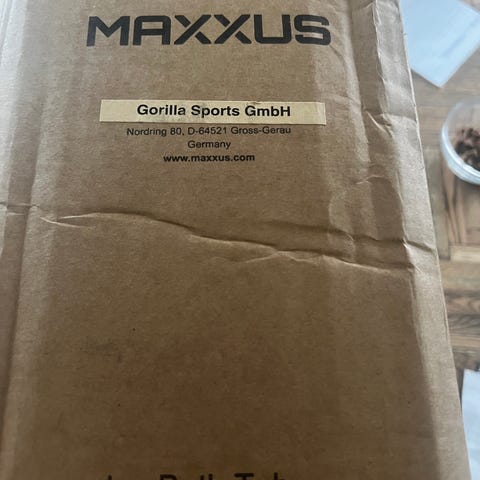 MAXXUS
Gorilla Sports GmbH
Nordring 80, D-64521 Gross-Gerau
Germany
www.maxxus.com